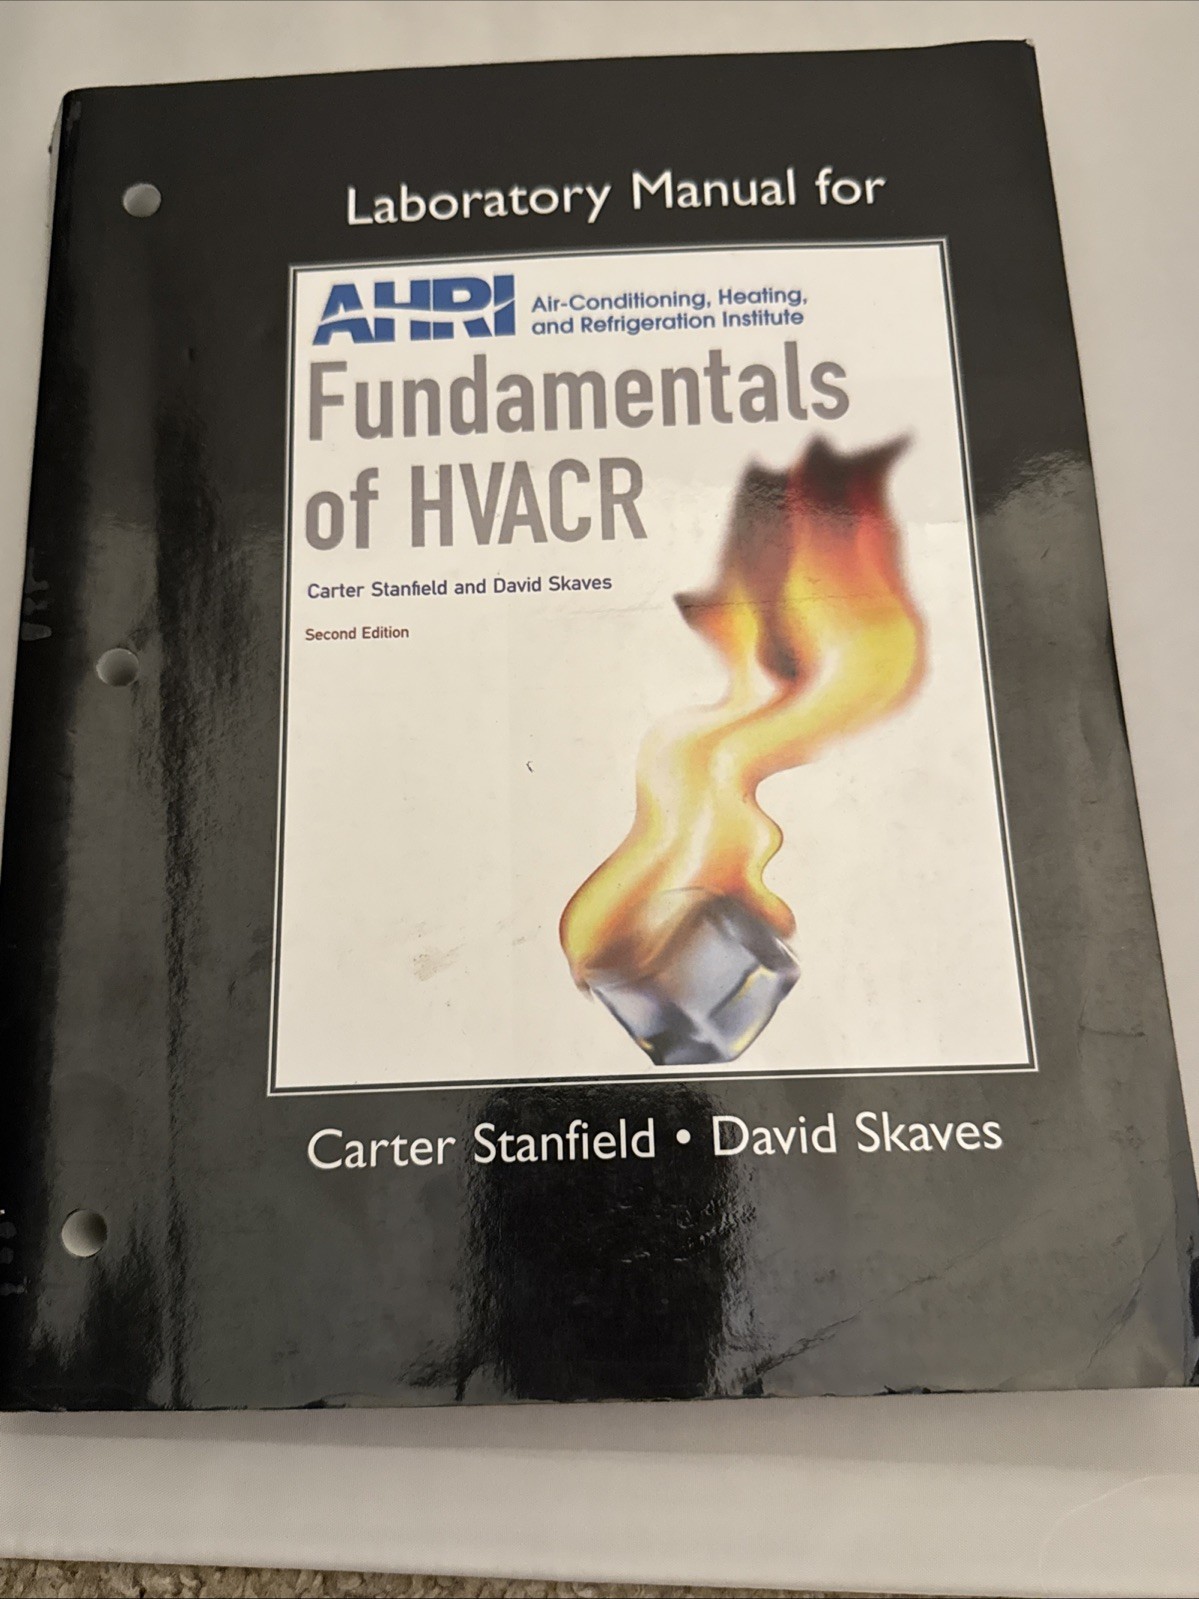 Laboratory Manual for
AHRI
Air-Conditioning, Heating,
and Refrigeration Institute
Fundamentals
of HVACR
Carter Stanfield and David Skaves
Second Edition
Carter Stanfield • David Skaves